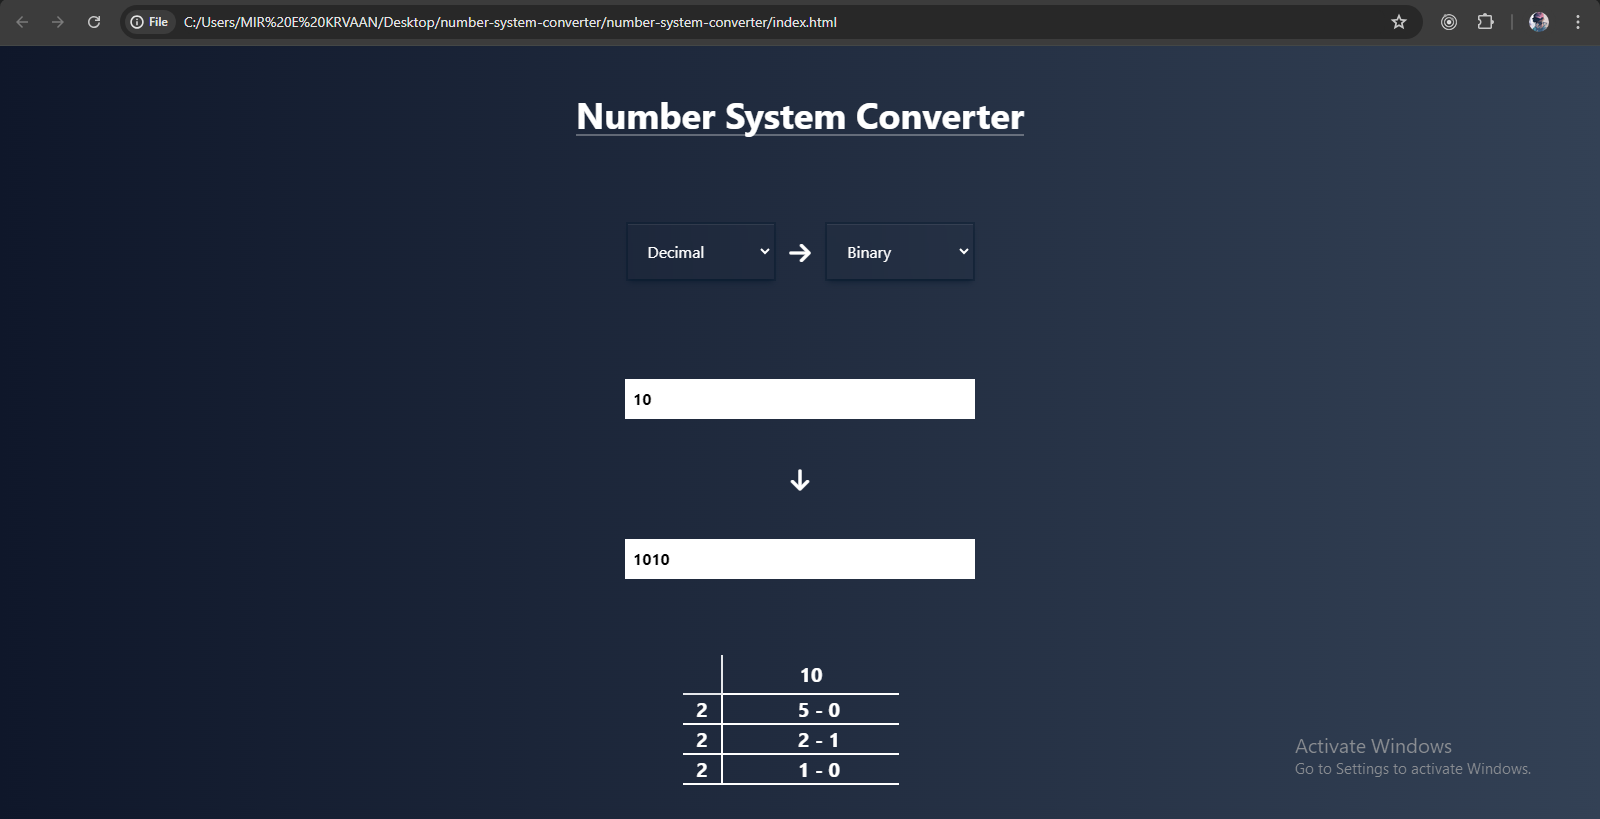 File C:/Users/MIR%20E%20KRVAAN/Desktop/number-system-converter/number-system-converter/index.html
Number System Converter
Decimal Binary
10
1010
10
2 5 - 0
2 2 - 1
2 1 - 0
Activate Windows
Go to Settings to activate Windows.